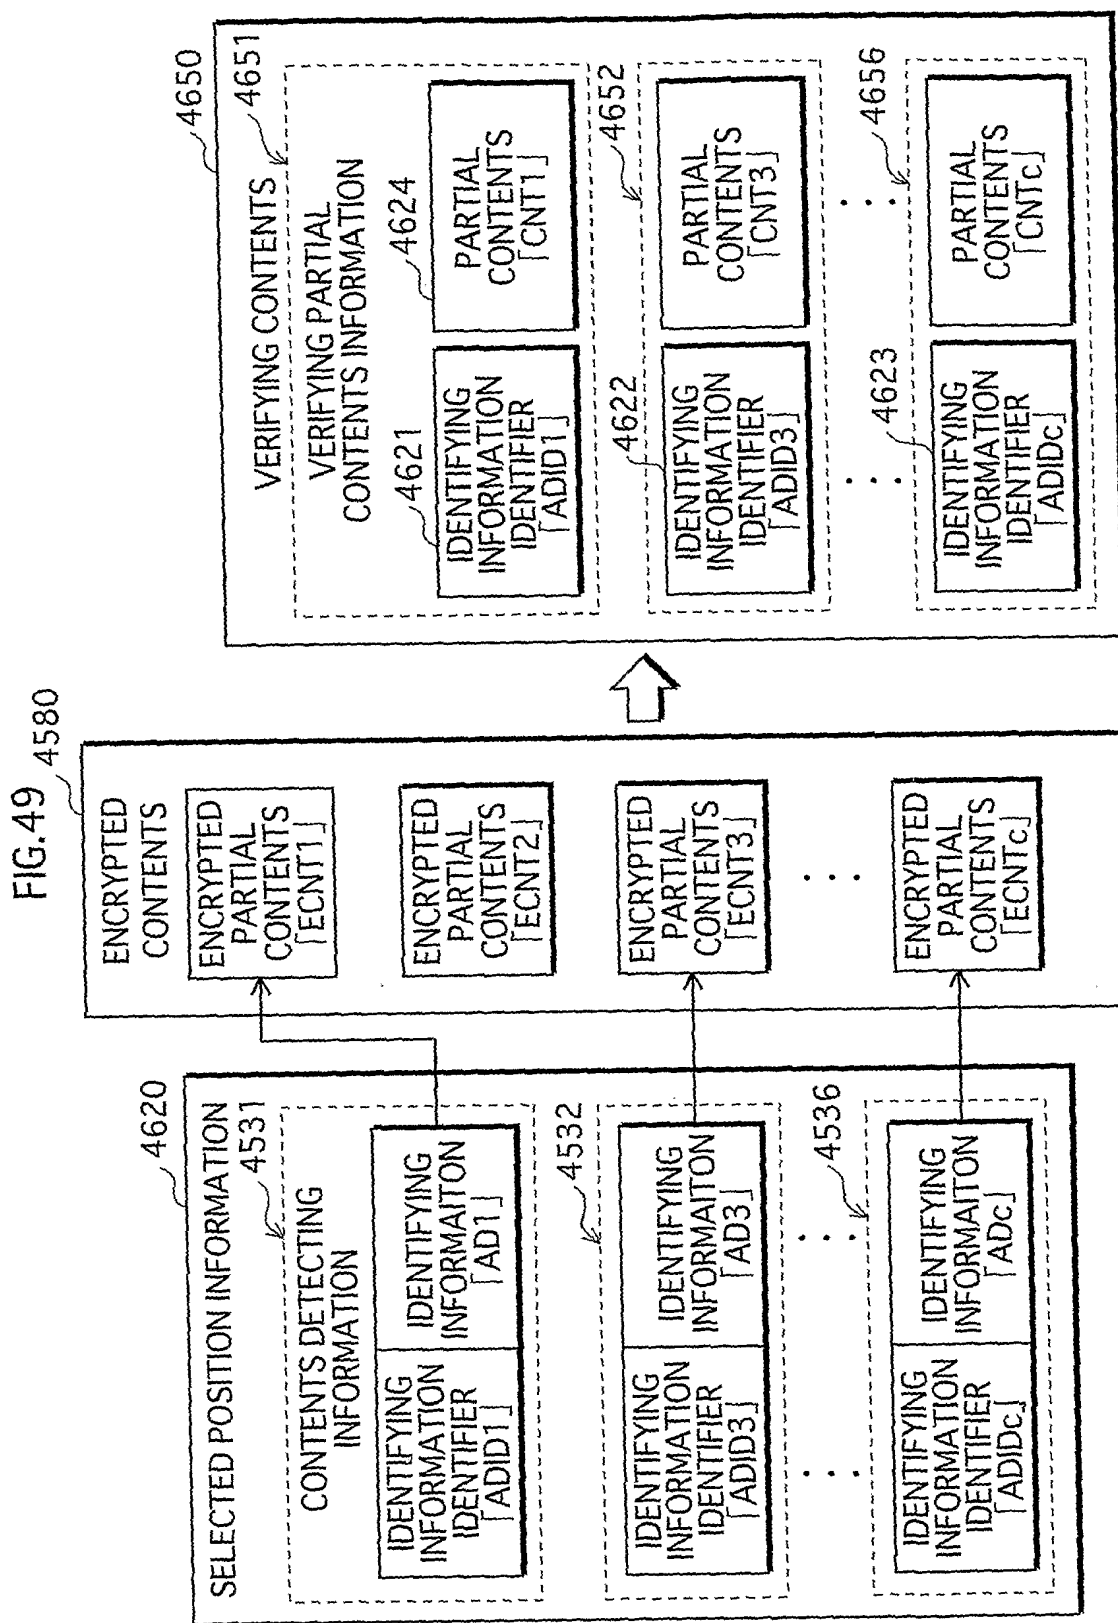 FIG.49
SELECTED POSITION INFORMATION
4620
CONTENTS DETECTING
INFORMATION
4531
IDENTIFYING
INFORMATION
IDENTIFIER
「ADID1」
IDENTIFYING
INFORMAITON
「AD1」
4532
IDENTIFYING
INFORMATION
IDENTIFIER
「ADID3」
IDENTIFYING
INFORMAITON
「AD3」
4536
IDENTIFYING
INFORMATION
IDENTIFIER
「ADIDc」
IDENTIFYING
INFORMAITON
「ADc」
4580
ENCRYPTED
CONTENTS
ENCRYPTED
PARTIAL
CONTENTS
「ECNT1」
ENCRYPTED
PARTIAL
CONTENTS
「ECNT2」
ENCRYPTED
PARTIAL
CONTENTS
「ECNT3」
ENCRYPTED
PARTIAL
CONTENTS
「ECNTc」
4650
VERIFYING CONTENTS
4651
VERIFYING PARTIAL
CONTENTS INFORMATION
4621
IDENTIFYING
INFORMATION
IDENTIFIER
「ADID1」
4624
PARTIAL
CONTENTS
「CNT1」
4652
4622
IDENTIFYING
INFORMATION
IDENTIFIER
「ADID3」
PARTIAL
CONTENTS
「CNT3」
4656
4623
IDENTIFYING
INFORMATION
IDENTIFIER
「ADIDc」
PARTIAL
CONTENTS
「CNTc」